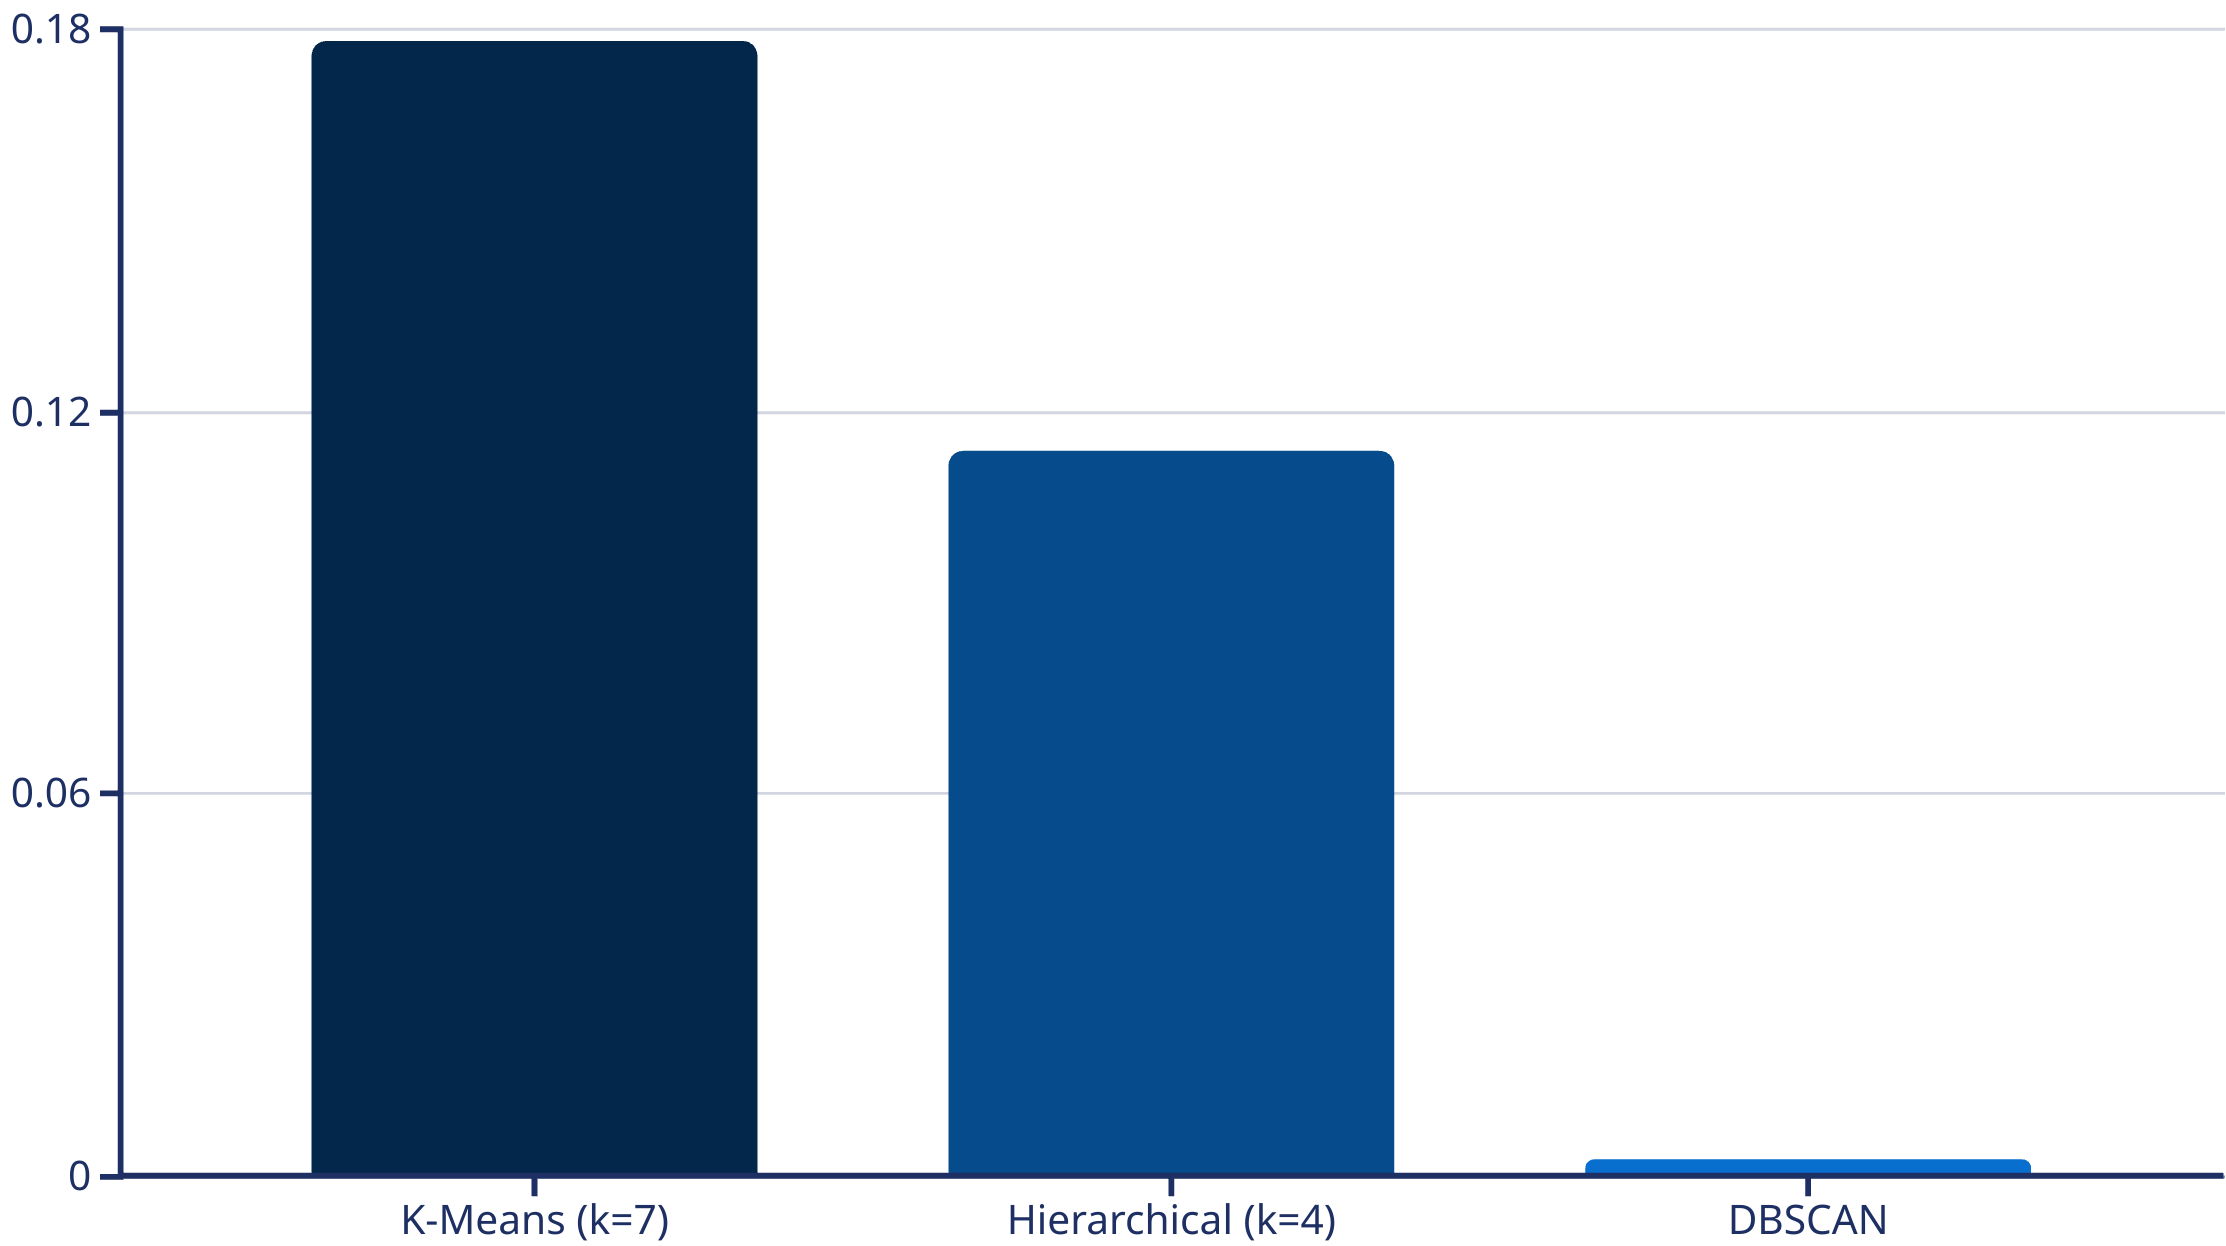 0.18
0.12
0.06
0
K-Means (k=7)
Hierarchical (k=4)
DBSCAN